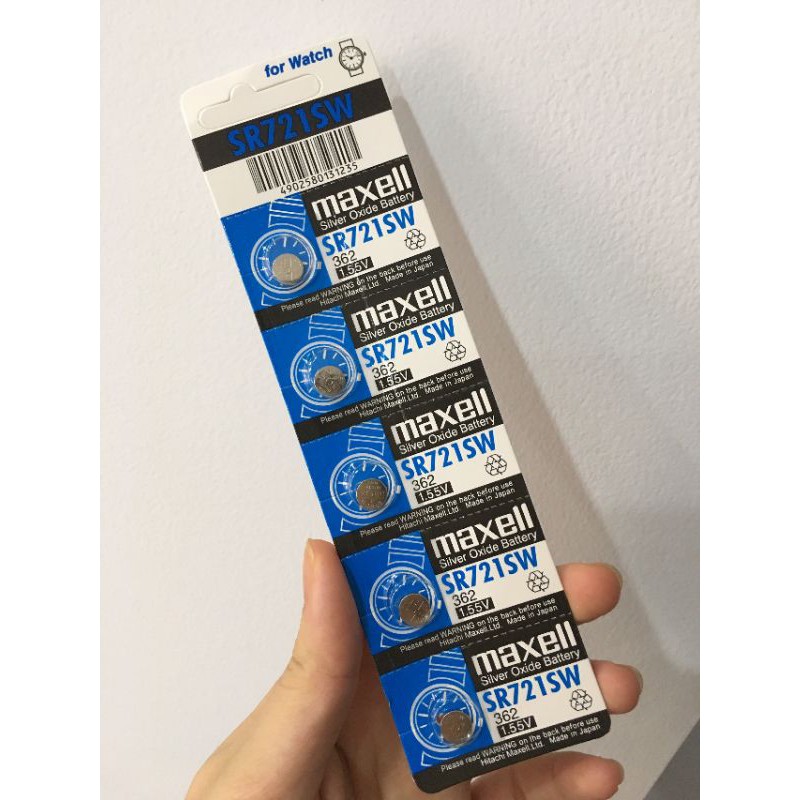 for Watch
SR721SW
4902580131235
maxell
Silver Oxide Battery
SR721SW
362
1.55V
Please read WARNING on the back before use
Hitachi Maxell.Ltd. Made in Japan
maxell
Silver Oxide Battery
SR721SW
362
1.55V
Please read WARNING on the back before use
Hitachi Maxell.Ltd. Made in Japan
maxell
Silver Oxide Battery
SR721SW
362
1.55V
Please read WARNING on the back before use
Hitachi Maxell.Ltd. Made in Japan
maxell
Silver Oxide Battery
SR721SW
362
1.55V
Please read WARNING on the back before use
Hitachi Maxell.Ltd. Made in Japan
maxell
Silver Oxide Battery
SR721SW
362
1.55V
Please read WARNING on the back before use
Hitachi Maxell.Ltd. Made in Japan